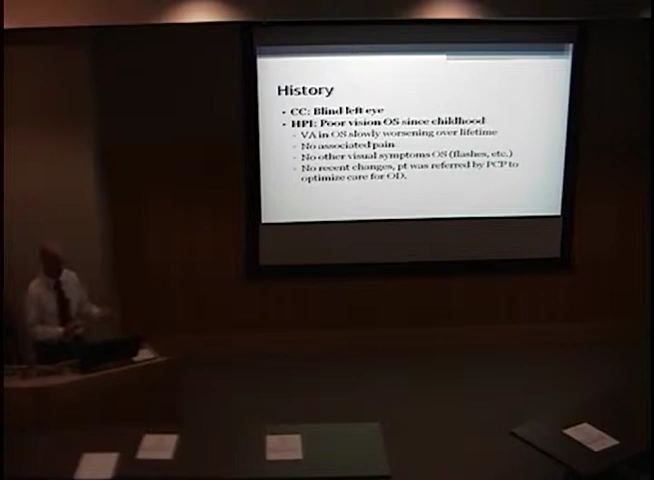 History
• CC: Blind left eye
• HPI: Poor vision OS since childhood
- VA in OS slowly worsening over lifetime
- No associated pain
- No other visual symptoms OS (flashes, etc.)
- No recent changes, pt was referred by PCP to
optimize care for OD.